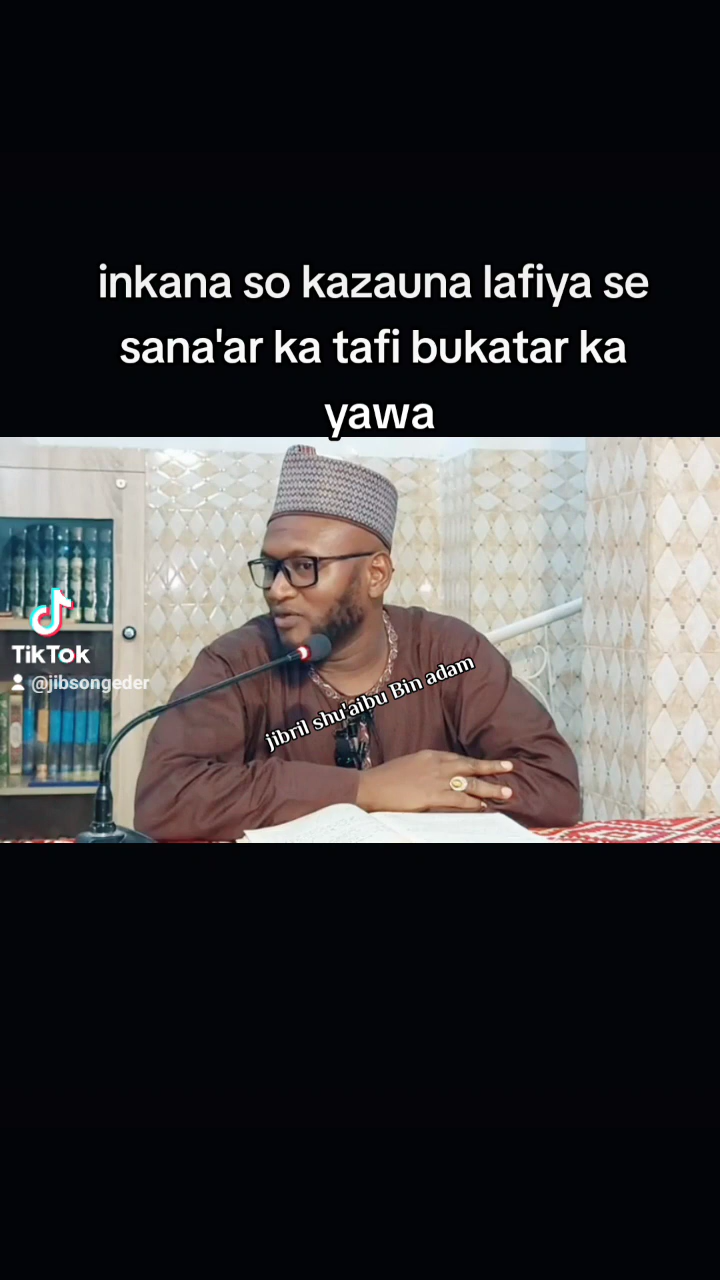 inkana so kazauna lafiya se
sana'ar ka tafi bukatar ka
yawa
TikTok
@jibsongeder
jibril shu'aibu Bin adam